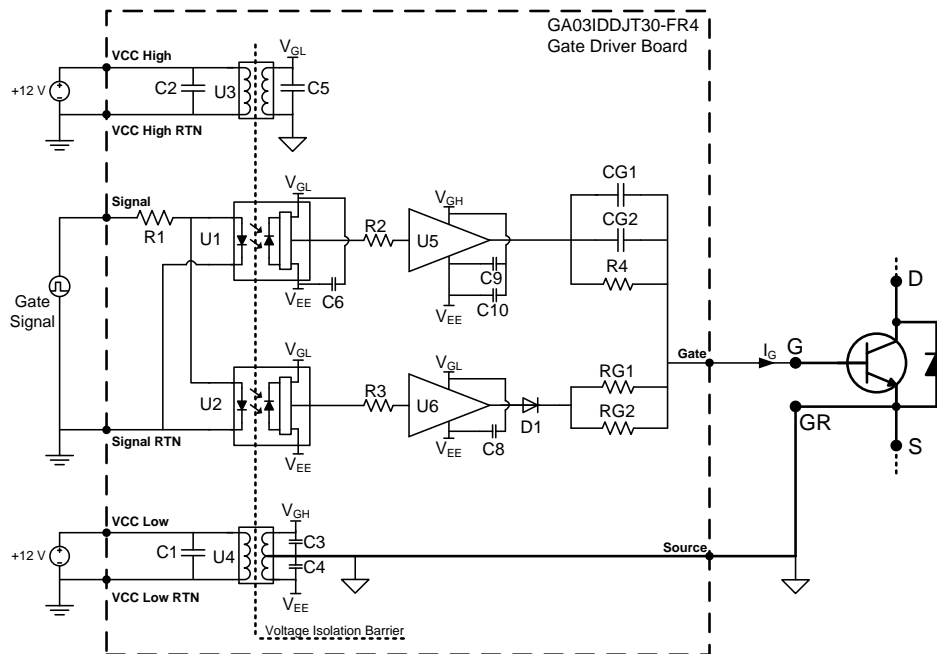 GA03IDDJT30-FR4
Gate Driver Board
VCC High
VGL
+12 V
C2
U3
C5
VCC High RTN
Signal
R1
U1
VGL
VEE
C6
R2
VGH
U5
C9
C10
VEE
CG1
CG2
R4
D
Gate
Signal
Gate
IG
G
GR
S
U2
VGL
VEE
R3
VGL
U6
VEE
C8
D1
RG1
RG2
Signal RTN
VCC Low
+12 V
C1
U4
VGH
C3
C4
VEE
Source
VCC Low RTN
Voltage Isolation Barrier